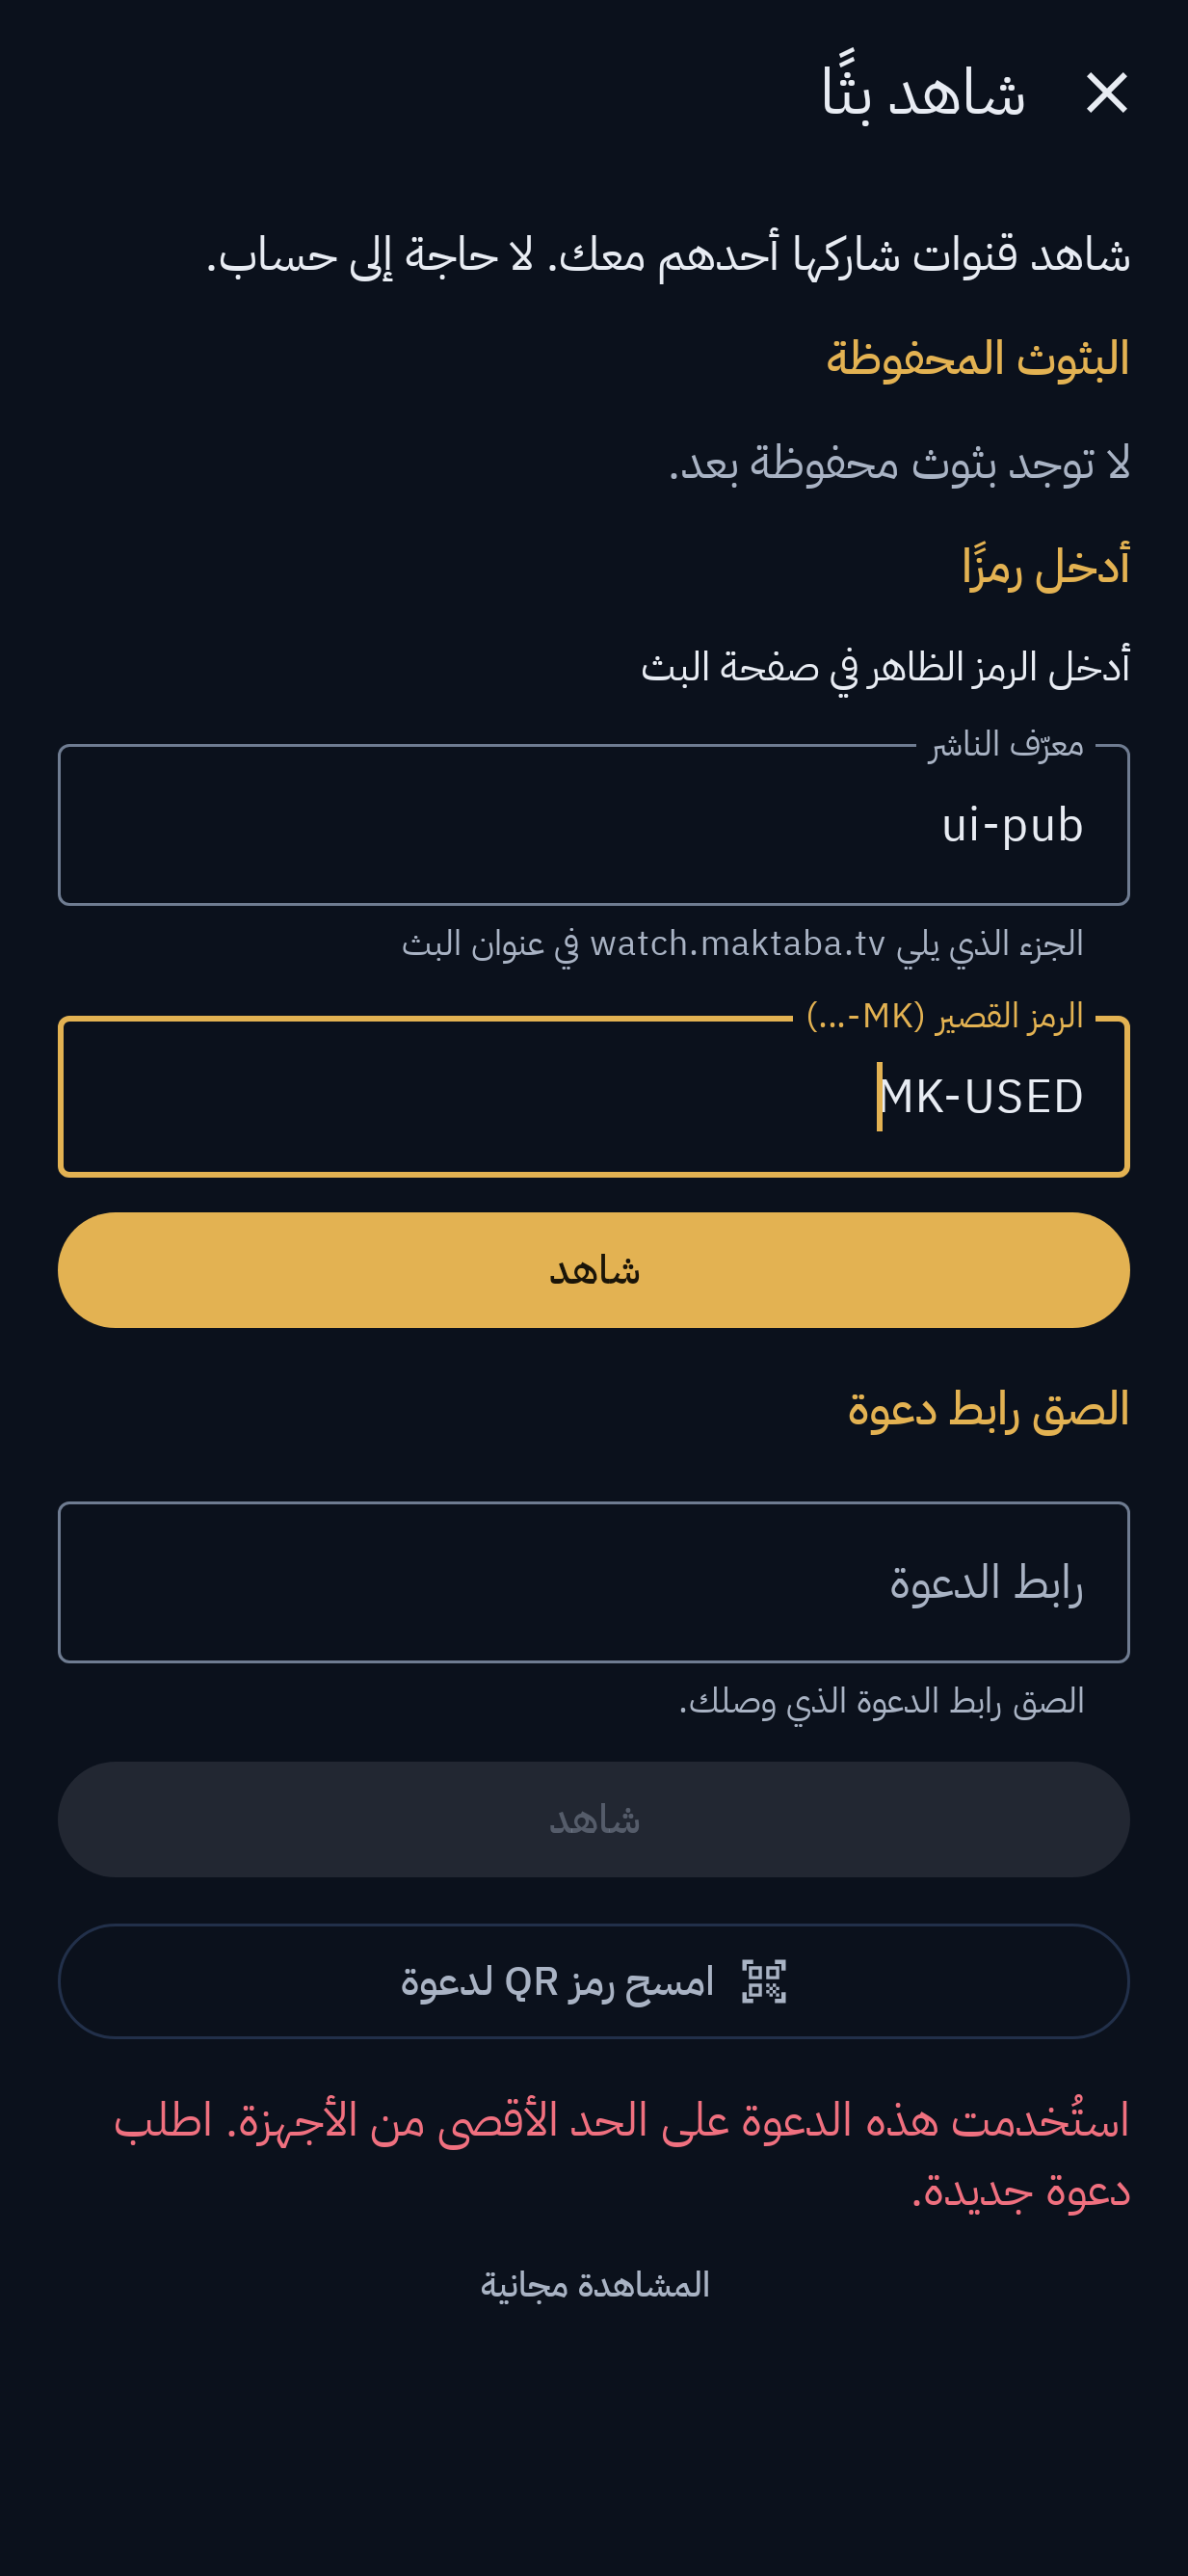 شاهد بثًا
شاهد قنوات شاركها أحدهم معك. لا حاجة إلى حساب.
البثوث المحفوظة
لا توجد بثوث محفوظة بعد.
أدخل رمزًا
أدخل الرمز الظاهر في صفحة البث
معرّف الناشر
ui-pub
الجزء الذي يلي watch.maktaba.tv في عنوان البث
الرمز القصير (MK-...)
MK-USED
شاهد
الصق رابط دعوة
رابط الدعوة
الصق رابط الدعوة الذي وصلك.
شاهد
امسح رمز QR لدعوة
استُخدمت هذه الدعوة على الحد الأقصى من الأجهزة. اطلب
دعوة جديدة.
المشاهدة مجانية